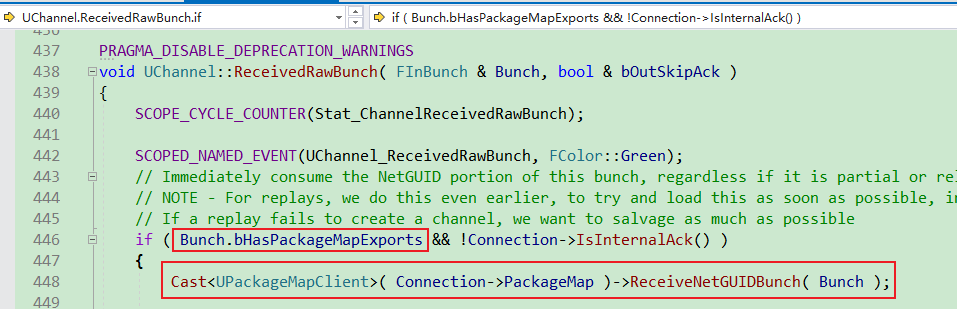 UChannel.ReceivedRawBunch.if if ( Bunch.bHasPackageMapExports && !Connection->IsInternalAck() )
436
437 PRAGMA_DISABLE_DEPRECATION_WARNINGS
438 void UChannel::ReceivedRawBunch( FInBunch & Bunch, bool & bOutSkipAck )
439 {
440 SCOPE_CYCLE_COUNTER(Stat_ChannelReceivedRawBunch);
441
442 SCOPED_NAMED_EVENT(UChannel_ReceivedRawBunch, FColor::Green);
443 // Immediately consume the NetGUID portion of this bunch, regardless if it is partial or rel
444 // NOTE - For replays, we do this even earlier, to try and load this as soon as possible, in
445 // If a replay fails to create a channel, we want to salvage as much as possible
446 if ( Bunch.bHasPackageMapExports && !Connection->IsInternalAck() )
447 {
448 Cast<UPackageMapClient>( Connection->PackageMap )->ReceiveNetGUIDBunch( Bunch );
449